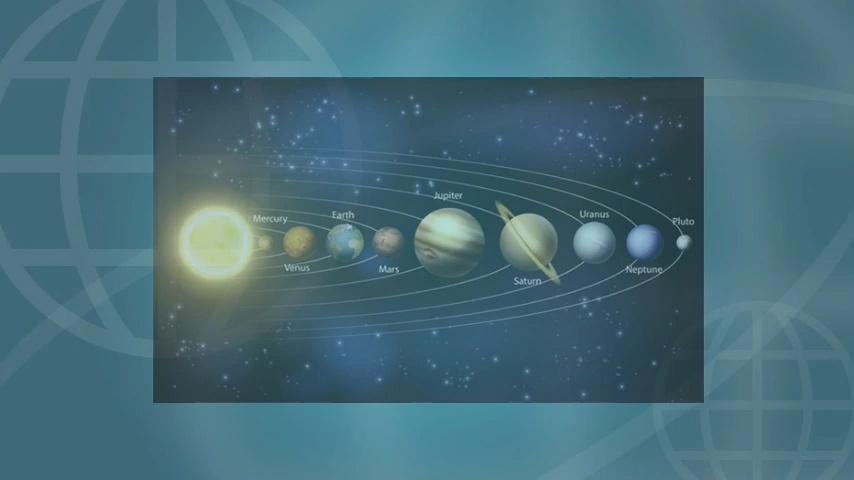 Mercury
Venus
Earth
Mars
Jupiter
Saturn
Uranus
Neptune
Pluto